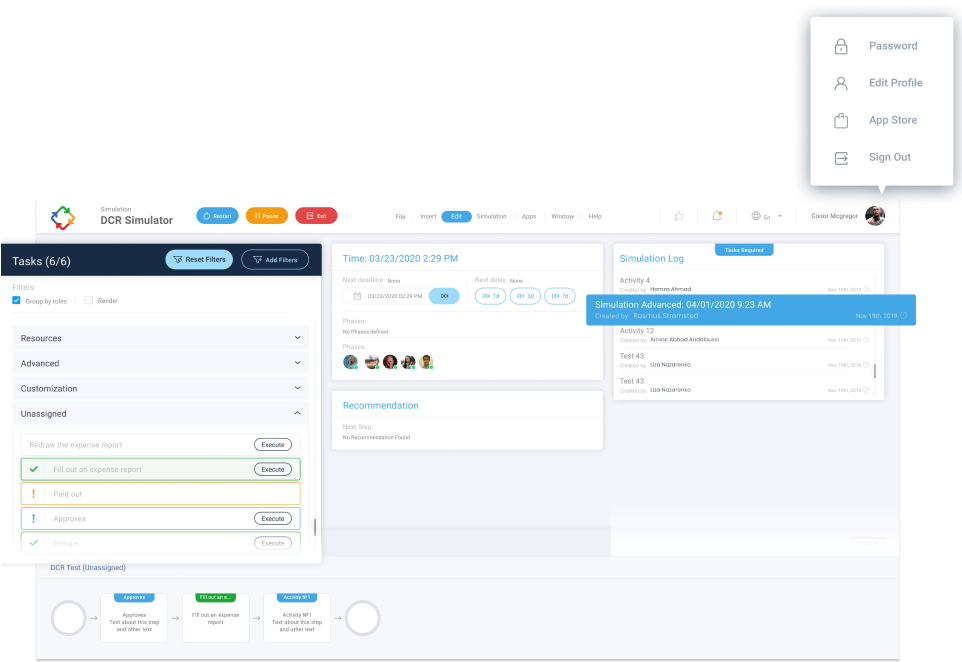 Password
Edit Profile
App Store
Sign Out
Simulation
DCR Simulator
Restart
Pause
Exit
File Insert Edit Simulation Apps Window Help
En
Conor Mcgregor
Tasks (6/6)
Reset Filters
Add Filters
Filters:
Group by roles
Render
Resources
Advanced
Customization
Unassigned
Redraw the expense report Execute
Fill out an expense report Execute
Paid out
Approves Execute
Groups Execute
Time: 03/23/2020 2:29 PM
Next deadline: None
Next delay: None
03/23/2020 02:29 PM
1d
3d
7d
Phases:
No Phases defined
Phases:
Recommendation
Next Step:
No Recommendation Found
Tasks Required
Simulation Log
Activity 4
Created by: Hamza Ahmad Nov 19th, 2019
Simulation Advanced: 04/01/2020 9:23 AM
Created by: Rasmus Strømsted Nov 19th, 2019
Activity 12
Created by: Amine Abbad Andaloussi Nov 19th, 2019
Test 43
Created by: Liza Nazarenko Nov 19th, 2019
Test 43
Created by: Liza Nazarenko Nov 19th, 2019
DCR Test (Unassigned)
Approves
Approves
Text about this step
and other text
Fill out an e...
Fill out an expense
report
Activity №1
Activity №1
Text about this step
and other text